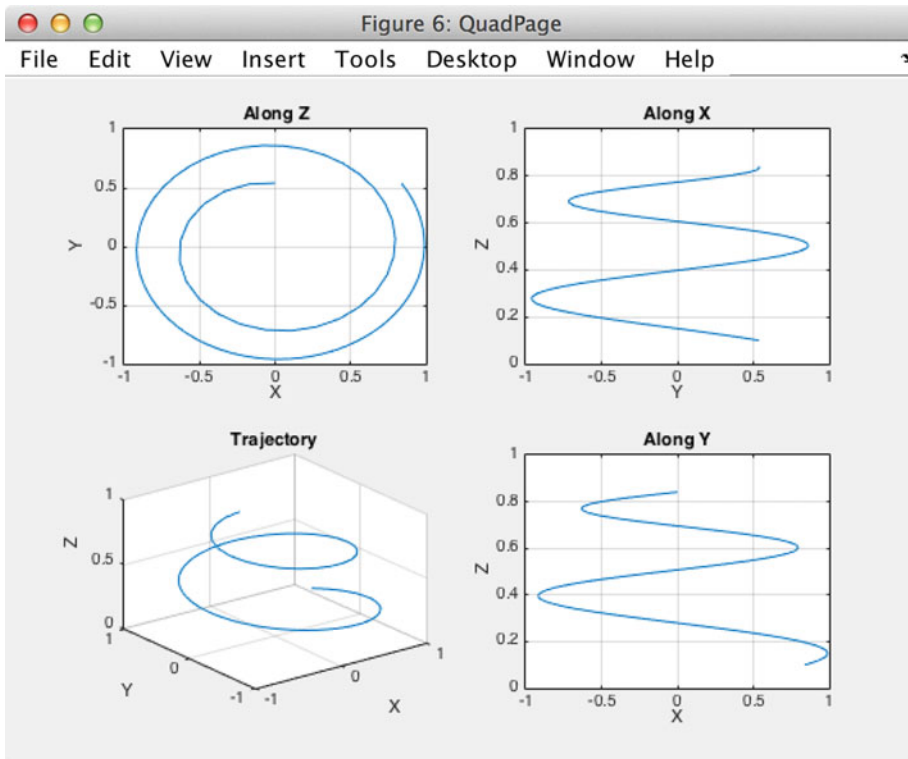 Figure 6: QuadPage
File Edit View Insert Tools Desktop Window Help
Along Z
1
0.5
0
-0.5
-1
Y
-1 -0.5 0 0.5 1
X
Along X
1
0.8
0.6
0.4
0.2
0
Z
-1 -0.5 0 0.5 1
Y
Trajectory
1
0.5
0
Z
1
0
-1
Y
-1
0
1
X
Along Y
1
0.8
0.6
0.4
0.2
0
Z
-1 -0.5 0 0.5 1
X